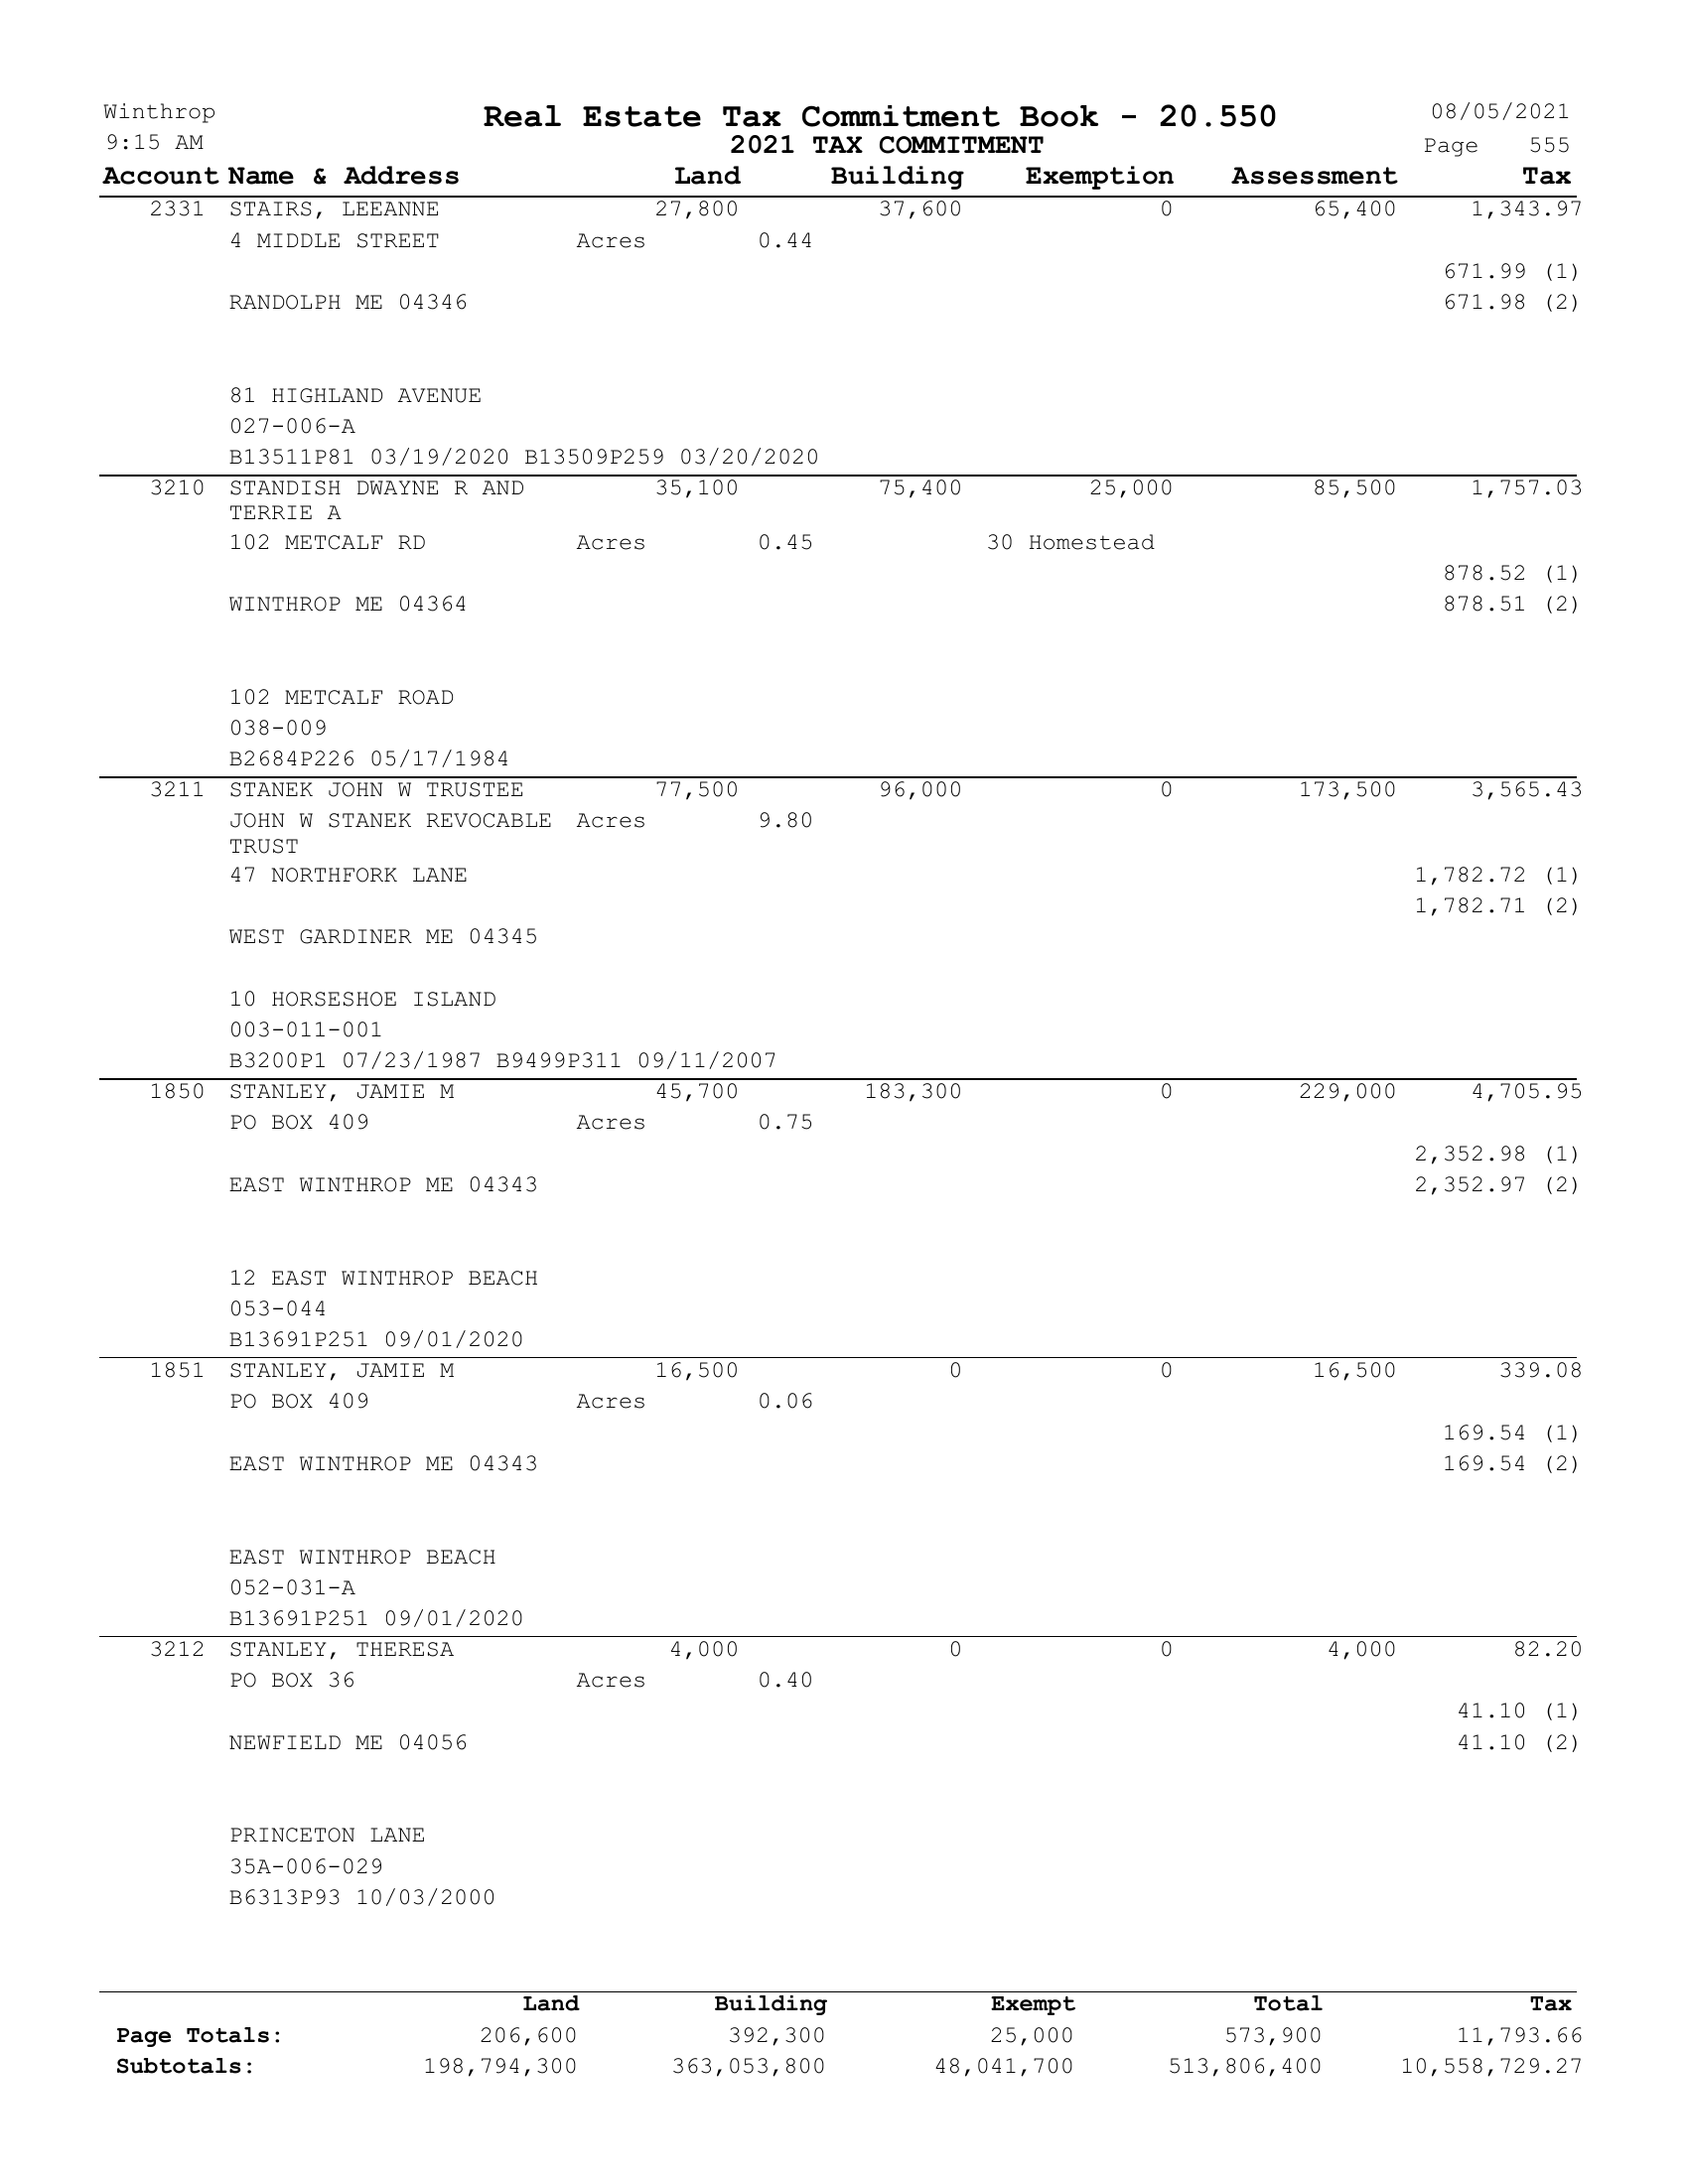 Winthrop Real Estate Tax Commitment Book - 20.550 08/05/2021
9:15 AM 2021 TAX COMMITMENT Page 555
Account Name & Address Land Building Exemption Assessment Tax
2331 STAIRS, LEEANNE 27,800 37,600 0 65,400 1,343.97
4 MIDDLE STREET Acres 0.44
671.99 (1)
RANDOLPH ME 04346 671.98 (2)
81 HIGHLAND AVENUE
027-006-A
B13511P81 03/19/2020 B13509P259 03/20/2020
3210 STANDISH DWAYNE R AND 35,100 75,400 25,000 85,500 1,757.03
TERRIE A
102 METCALF RD Acres 0.45 30 Homestead
878.52 (1)
WINTHROP ME 04364 878.51 (2)
102 METCALF ROAD
038-009
B2684P226 05/17/1984
3211 STANEK JOHN W TRUSTEE 77,500 96,000 0 173,500 3,565.43
JOHN W STANEK REVOCABLE Acres 9.80
TRUST
47 NORTHFORK LANE 1,782.72 (1)
1,782.71 (2)
WEST GARDINER ME 04345
10 HORSESHOE ISLAND
003-011-001
B3200P1 07/23/1987 B9499P311 09/11/2007
1850 STANLEY, JAMIE M 45,700 183,300 0 229,000 4,705.95
PO BOX 409 Acres 0.75
2,352.98 (1)
EAST WINTHROP ME 04343 2,352.97 (2)
12 EAST WINTHROP BEACH
053-044
B13691P251 09/01/2020
1851 STANLEY, JAMIE M 16,500 0 0 16,500 339.08
PO BOX 409 Acres 0.06
169.54 (1)
EAST WINTHROP ME 04343 169.54 (2)
EAST WINTHROP BEACH
052-031-A
B13691P251 09/01/2020
3212 STANLEY, THERESA 4,000 0 0 4,000 82.20
PO BOX 36 Acres 0.40
41.10 (1)
NEWFIELD ME 04056 41.10 (2)
PRINCETON LANE
35A-006-029
B6313P93 10/03/2000
Land Building Exempt Total Tax
Page Totals: 206,600 392,300 25,000 573,900 11,793.66
Subtotals: 198,794,300 363,053,800 48,041,700 513,806,400 10,558,729.27